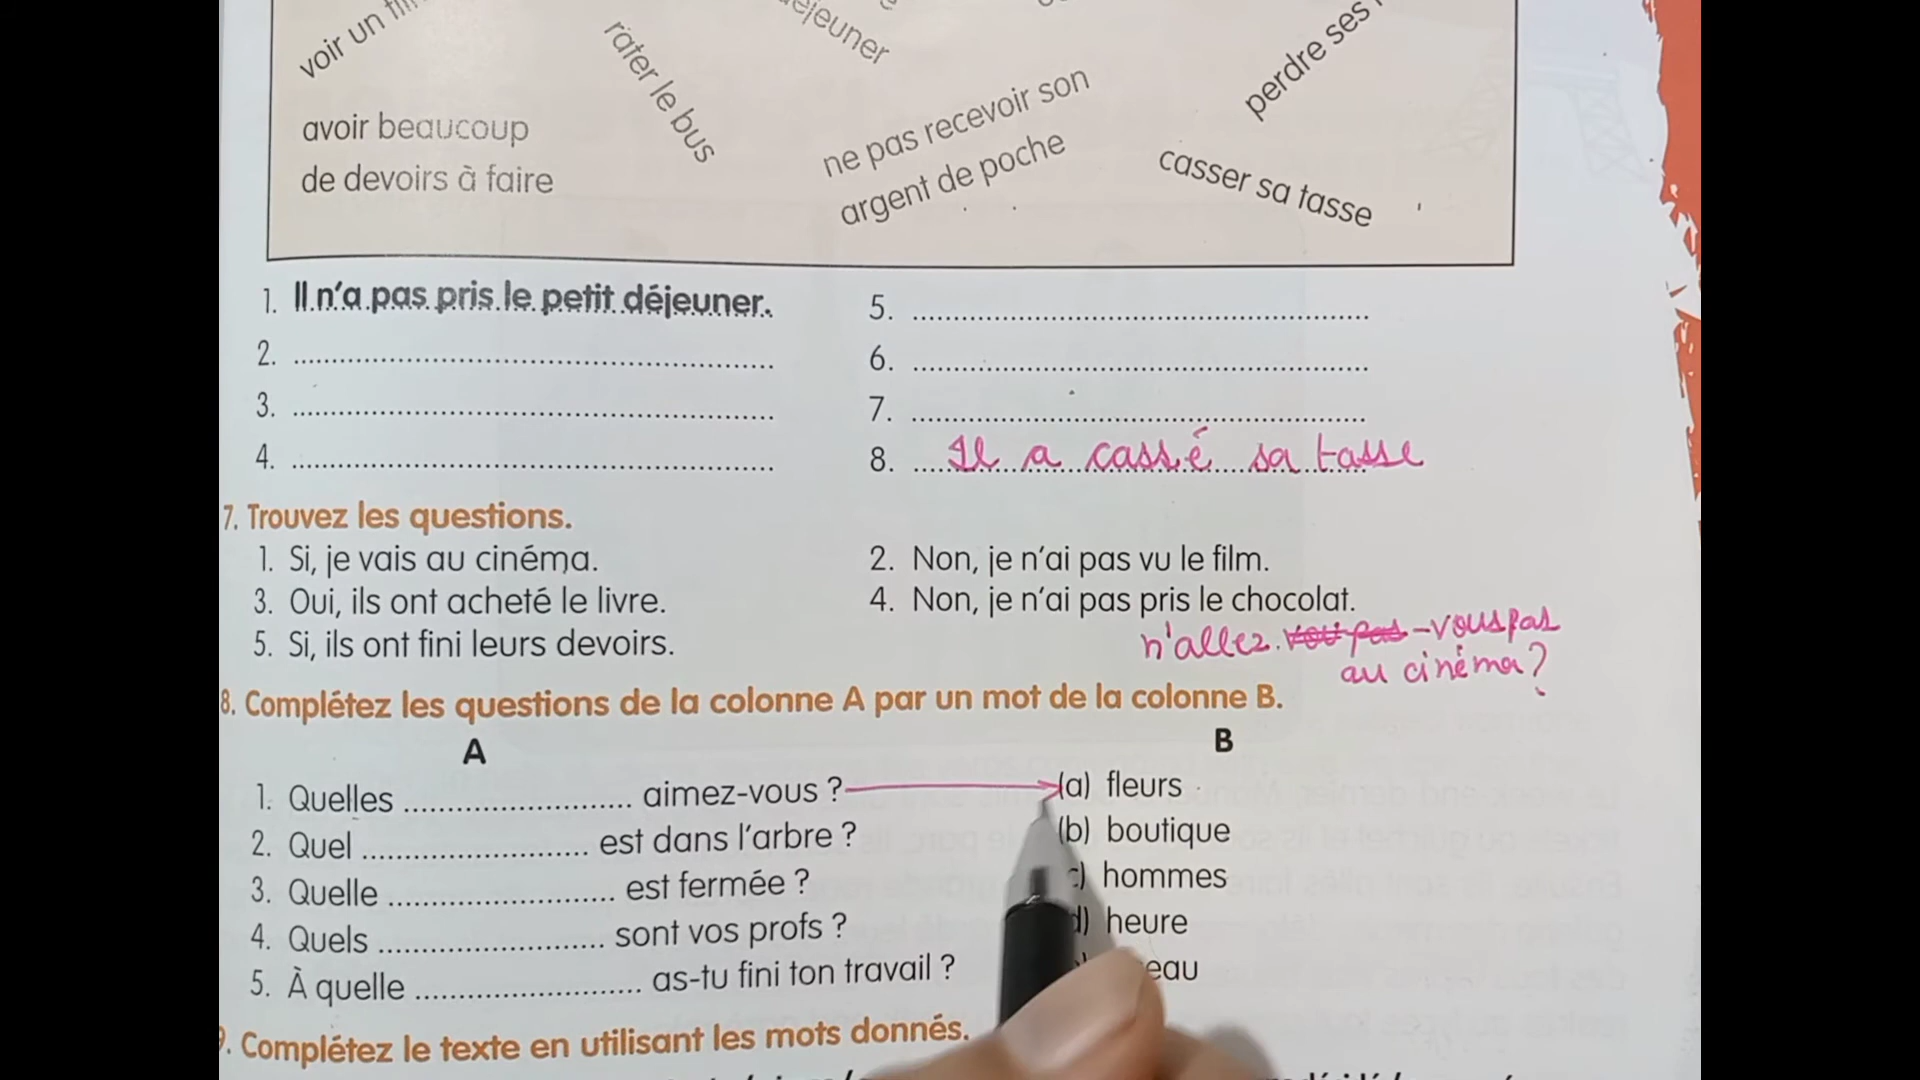 voir un
rater le bus
déjeuner
perdre ses
avoir beaucoup
de devoirs à faire
ne pas recevoir son
argent de poche
casser sa tasse
1. Il n'a pas pris le petit déjeuner.
5.
2.
6.
3.
7.
4.
8. Il a cassé sa tasse
7. Trouvez les questions.
1. Si, je vais au cinéma.
2. Non, je n'ai pas vu le film.
3. Oui, ils ont acheté le livre.
4. Non, je n'ai pas pris le chocolat.
5. Si, ils ont fini leurs devoirs.
n'allez -vous pas
au cinéma?
8. Complétez les questions de la colonne A par un mot de la colonne B.
A
B
1. Quelles ........................ aimez-vous ?
(a) fleurs
2. Quel ........................ est dans l'arbre ?
(b) boutique
3. Quelle ........................ est fermée ?
c) hommes
4. Quels ........................ sont vos profs ?
d) heure
5. À quelle ........................ as-tu fini ton travail ?
eau
9. Complétez le texte en utilisant les mots donnés.